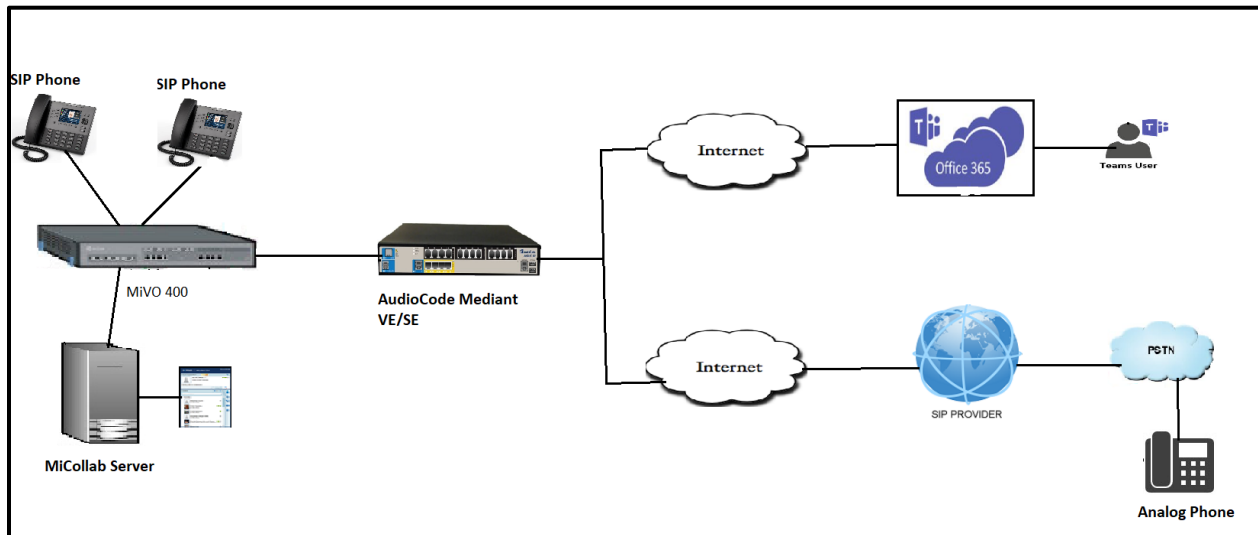 SIP Phone
SIP Phone
MiVO 400
AudioCode Mediant
VE/SE
MiCollab Server
Internet
T
Office 365
T
Teams User
Internet
SIP PROVIDER
PSTN
Analog Phone